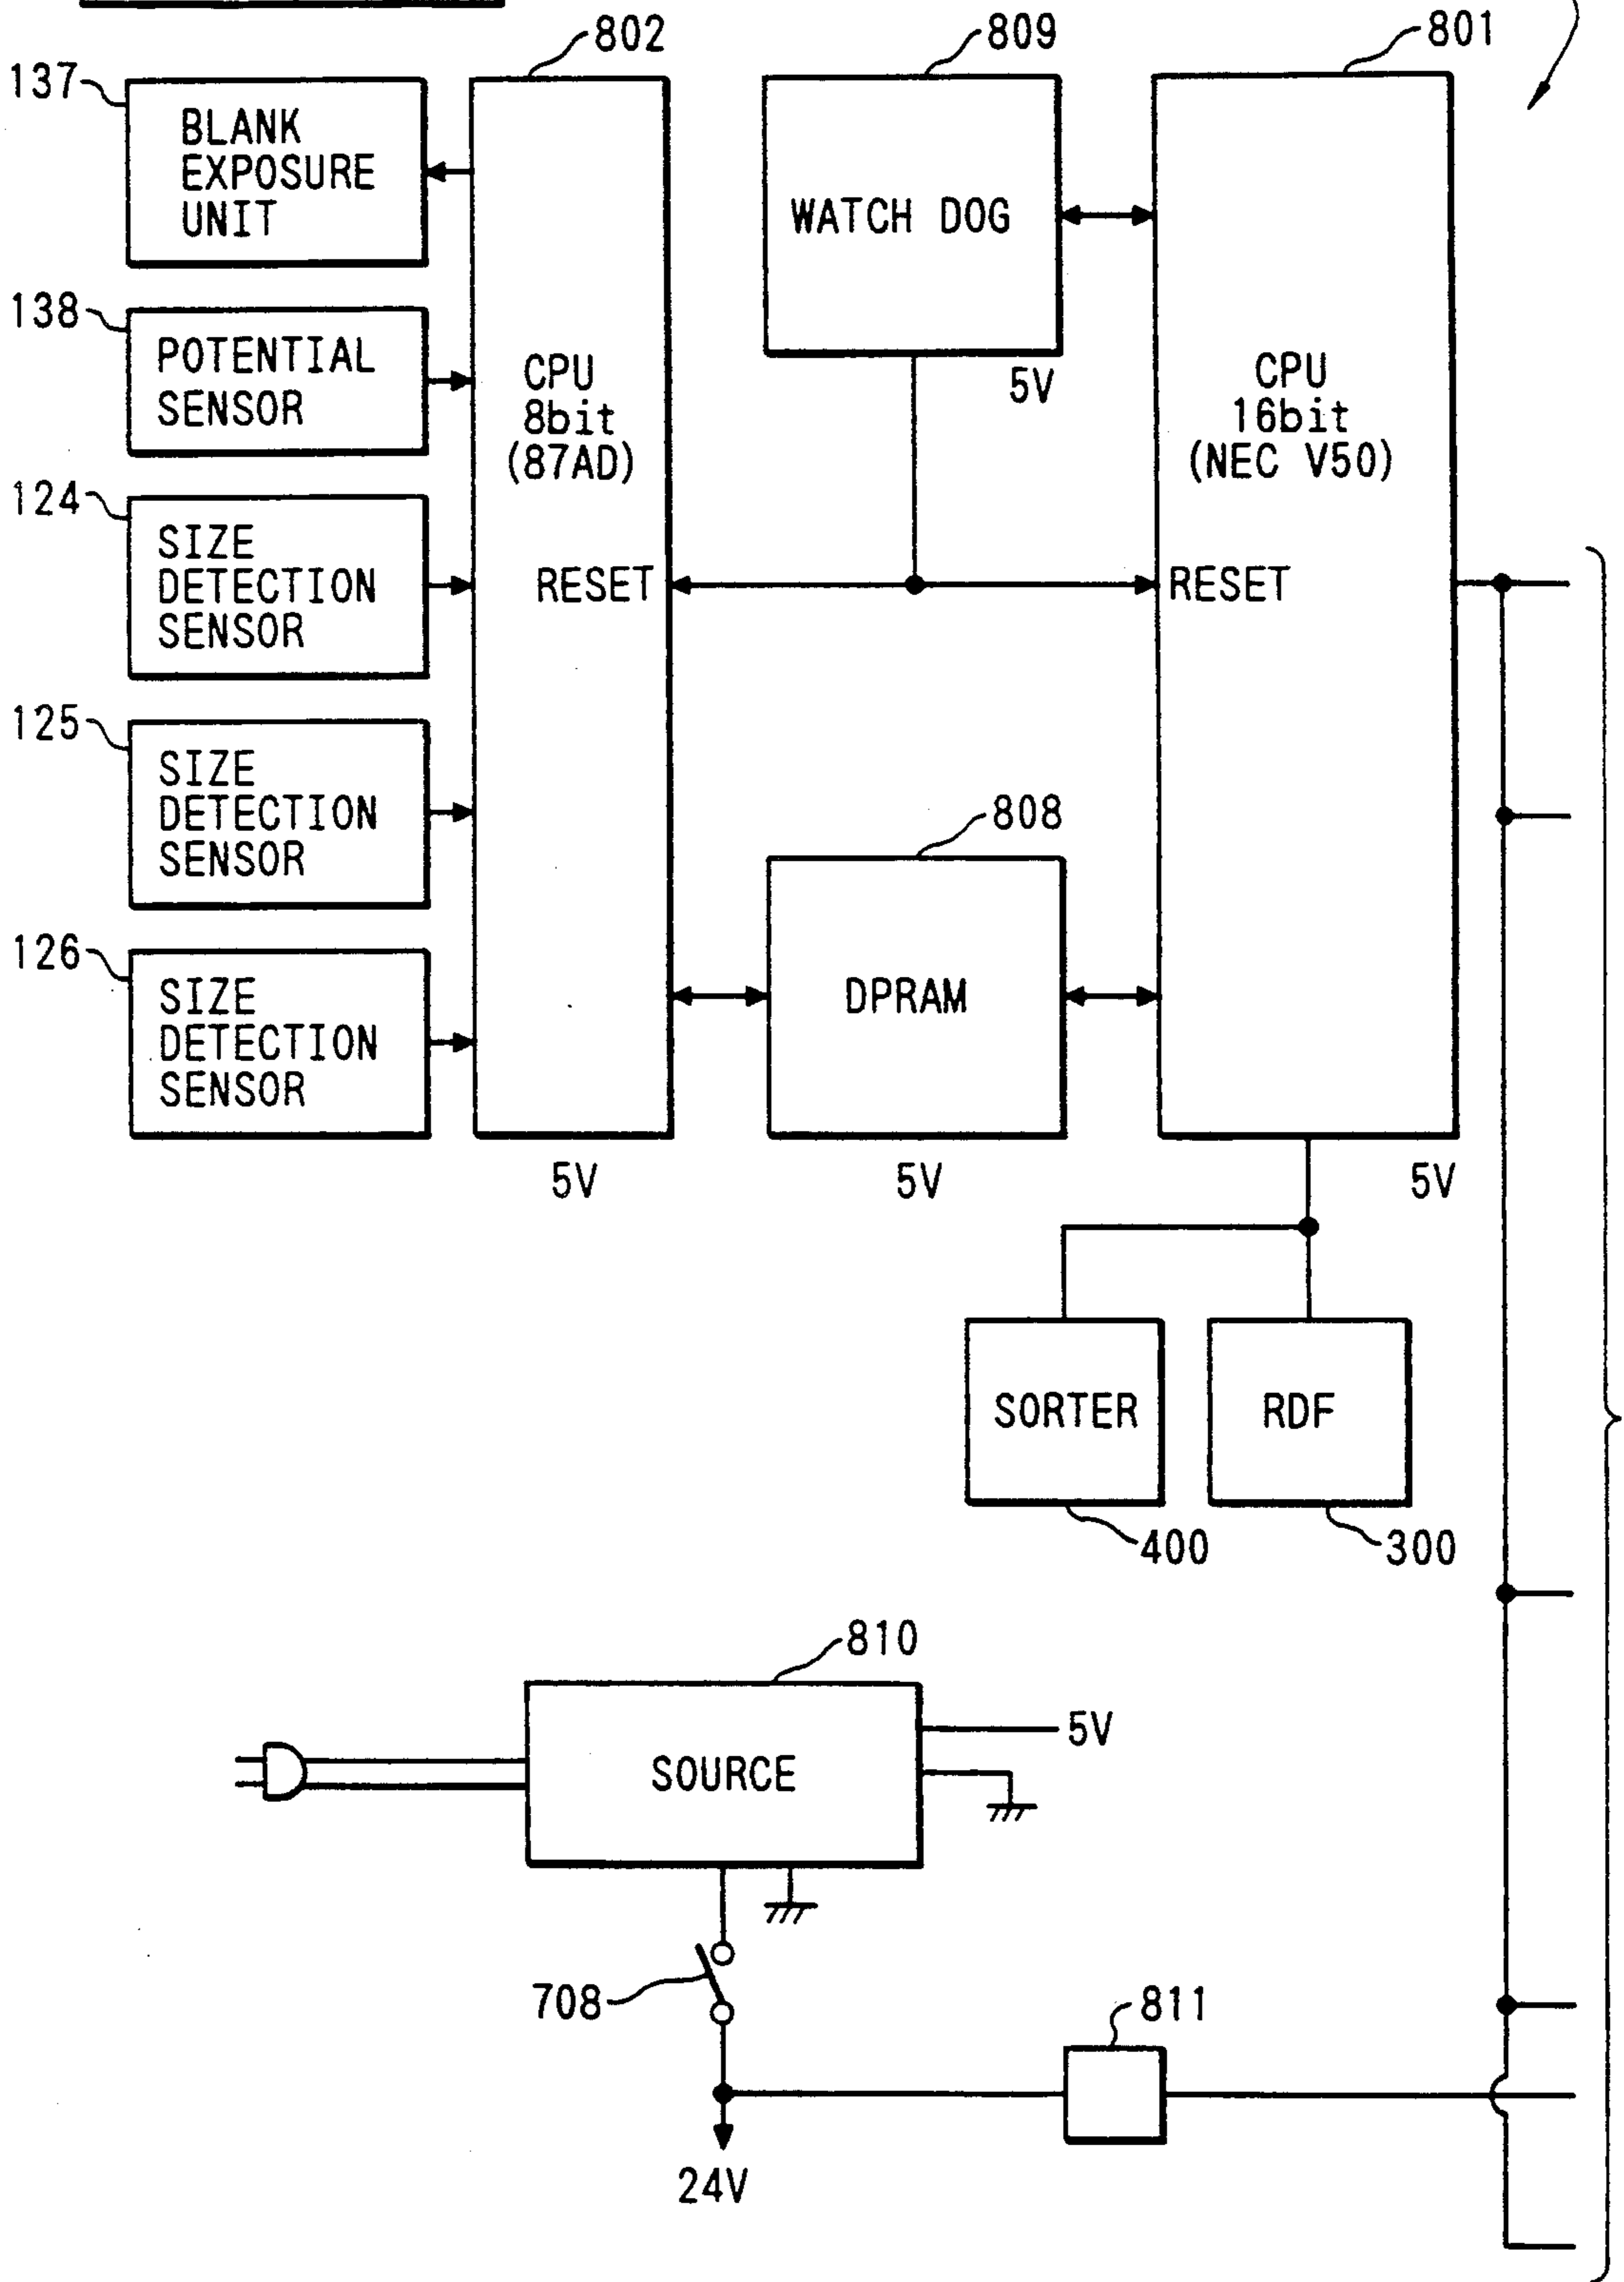 802
809
801
137
BLANK
EXPOSURE
UNIT
138
POTENTIAL
SENSOR
124
SIZE
DETECTION
SENSOR
125
SIZE
DETECTION
SENSOR
126
SIZE
DETECTION
SENSOR
CPU
8bit
(87AD)
RESET
5V
WATCH DOG
5V
808
DPRAM
5V
CPU
16bit
(NEC V50)
RESET
5V
SORTER
400
RDF
300
810
SOURCE
5V
708
24V
811